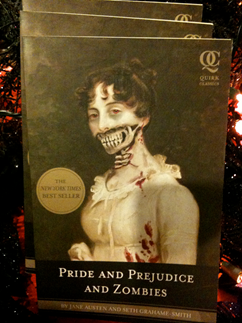 QC
QUIRK
CLASSICS
THE
NEW YORK TIMES
BEST SELLER
PRIDE AND PREJUDICE
AND ZOMBIES
BY JANE AUSTEN AND SETH GRAHAME-SMITH